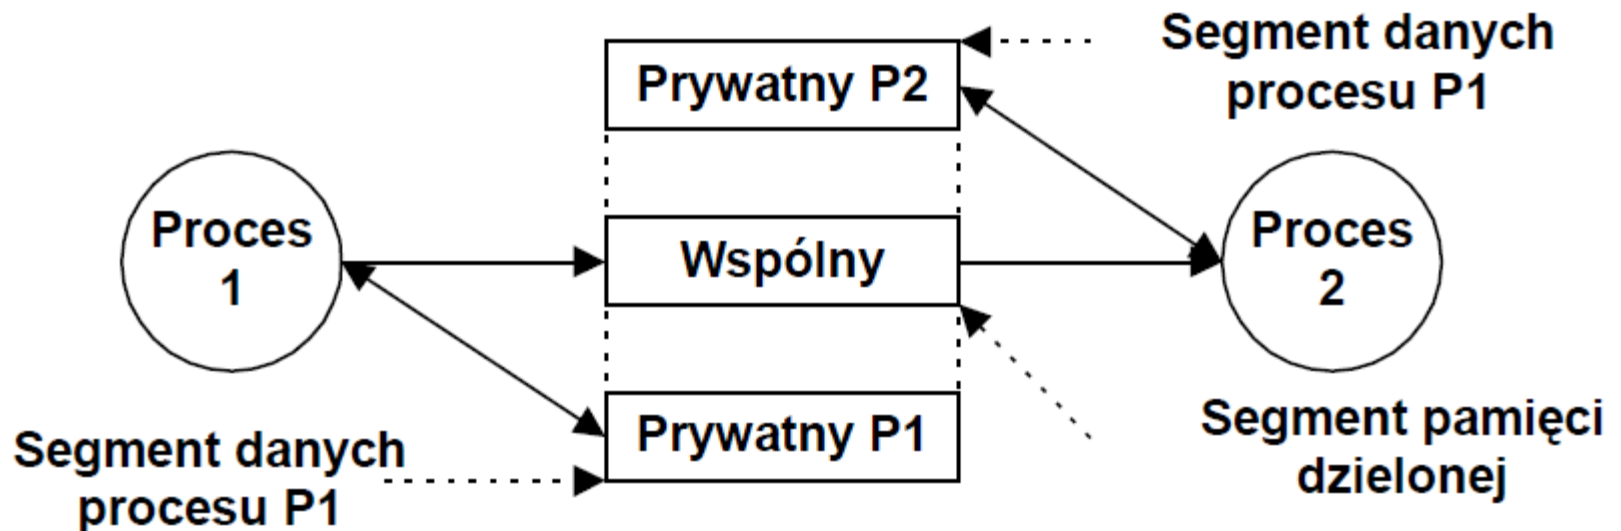 Segment danych
procesu P1
Prywatny P2
Proces
1
Wspólny
Proces
2
Prywatny P1
Segment danych
procesu P1
Segment pamięci
dzielonej